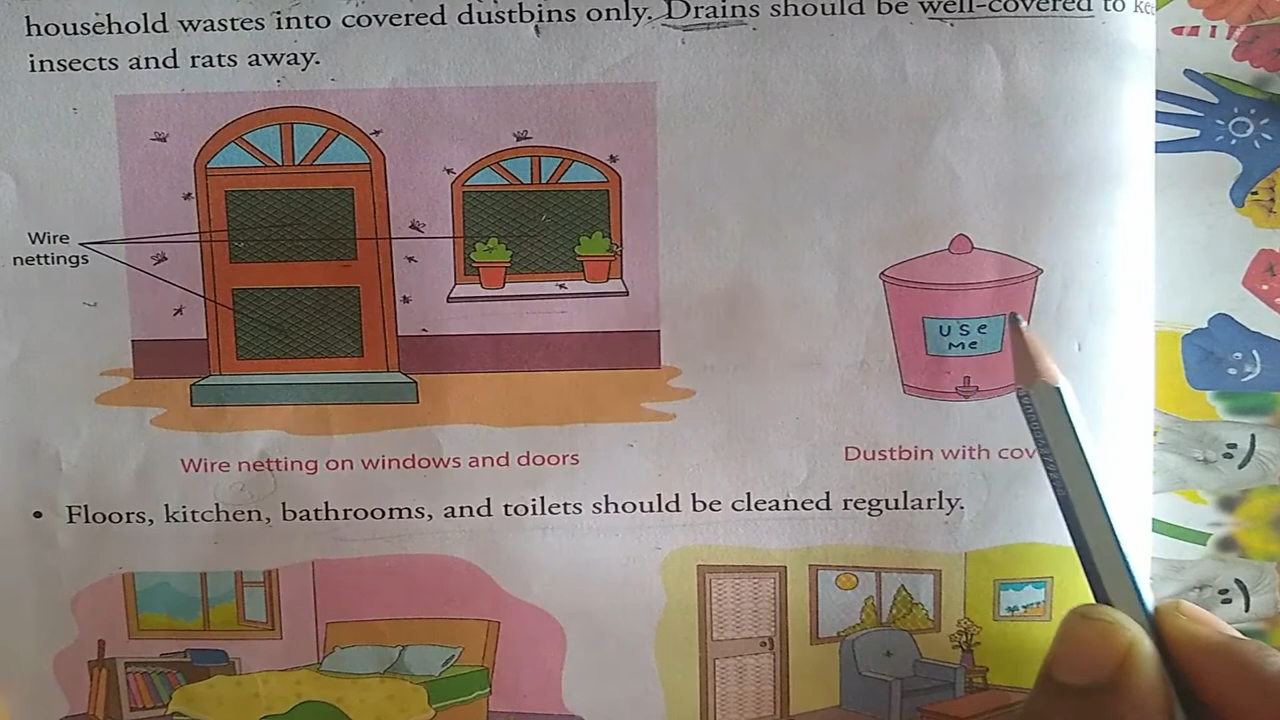 household wastes into covered dustbins only. Drains should be well-covered to
insects and rats away.
Wire
nettings
USe
Me
Wire netting on windows and doors
Dustbin with cov
• Floors, kitchen, bathrooms, and toilets should be cleaned regularly.